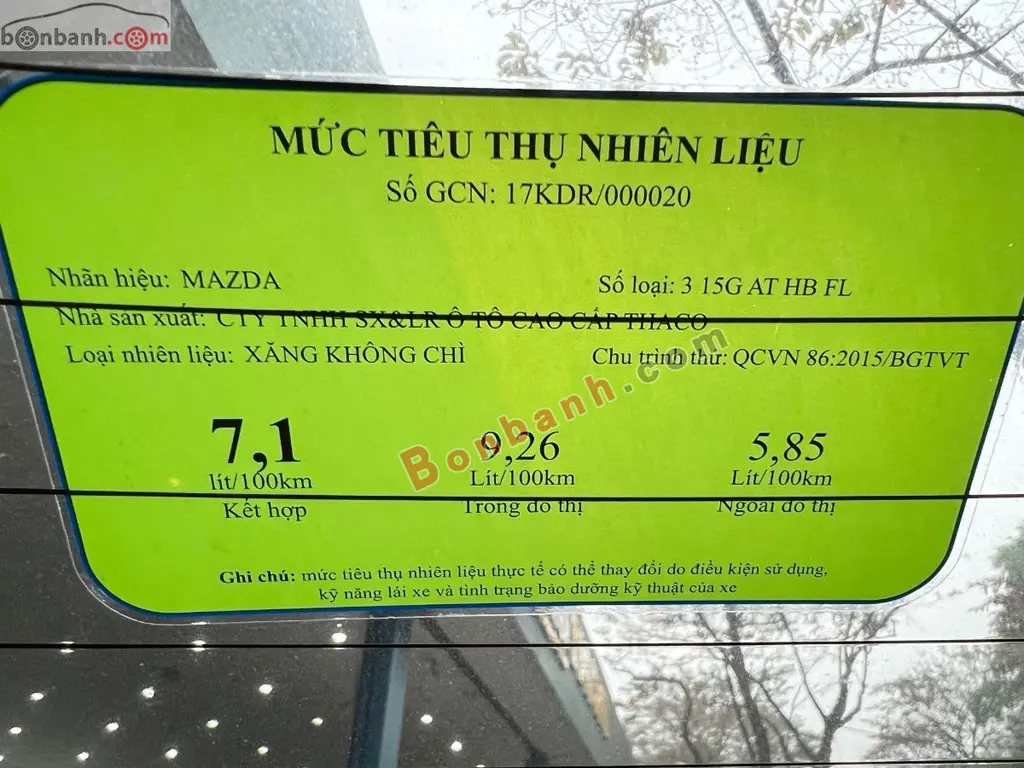 bonbanh.com
MỨC TIÊU THỤ NHIÊN LIỆU
Số GCN: 17KDR/000020
Nhãn hiệu: MAZDA Số loại: 3 15G AT HB FL
Nhà sản xuất: CTY TNHH SX&LR Ô TÔ CAO CẤP THACO
Loại nhiên liệu: XĂNG KHÔNG CHÌ Chu trình thử: QCVN 86:2015/BGTVT
7,1 9,26 5,85
lít/100km Lít/100km Lít/100km
Kết hợp Trong đô thị Ngoài đô thị
Bonbanh.com
Ghi chú: mức tiêu thụ nhiên liệu thực tế có thể thay đổi do điều kiện sử dụng,
kỹ năng lái xe và tình trạng bảo dưỡng kỹ thuật của xe